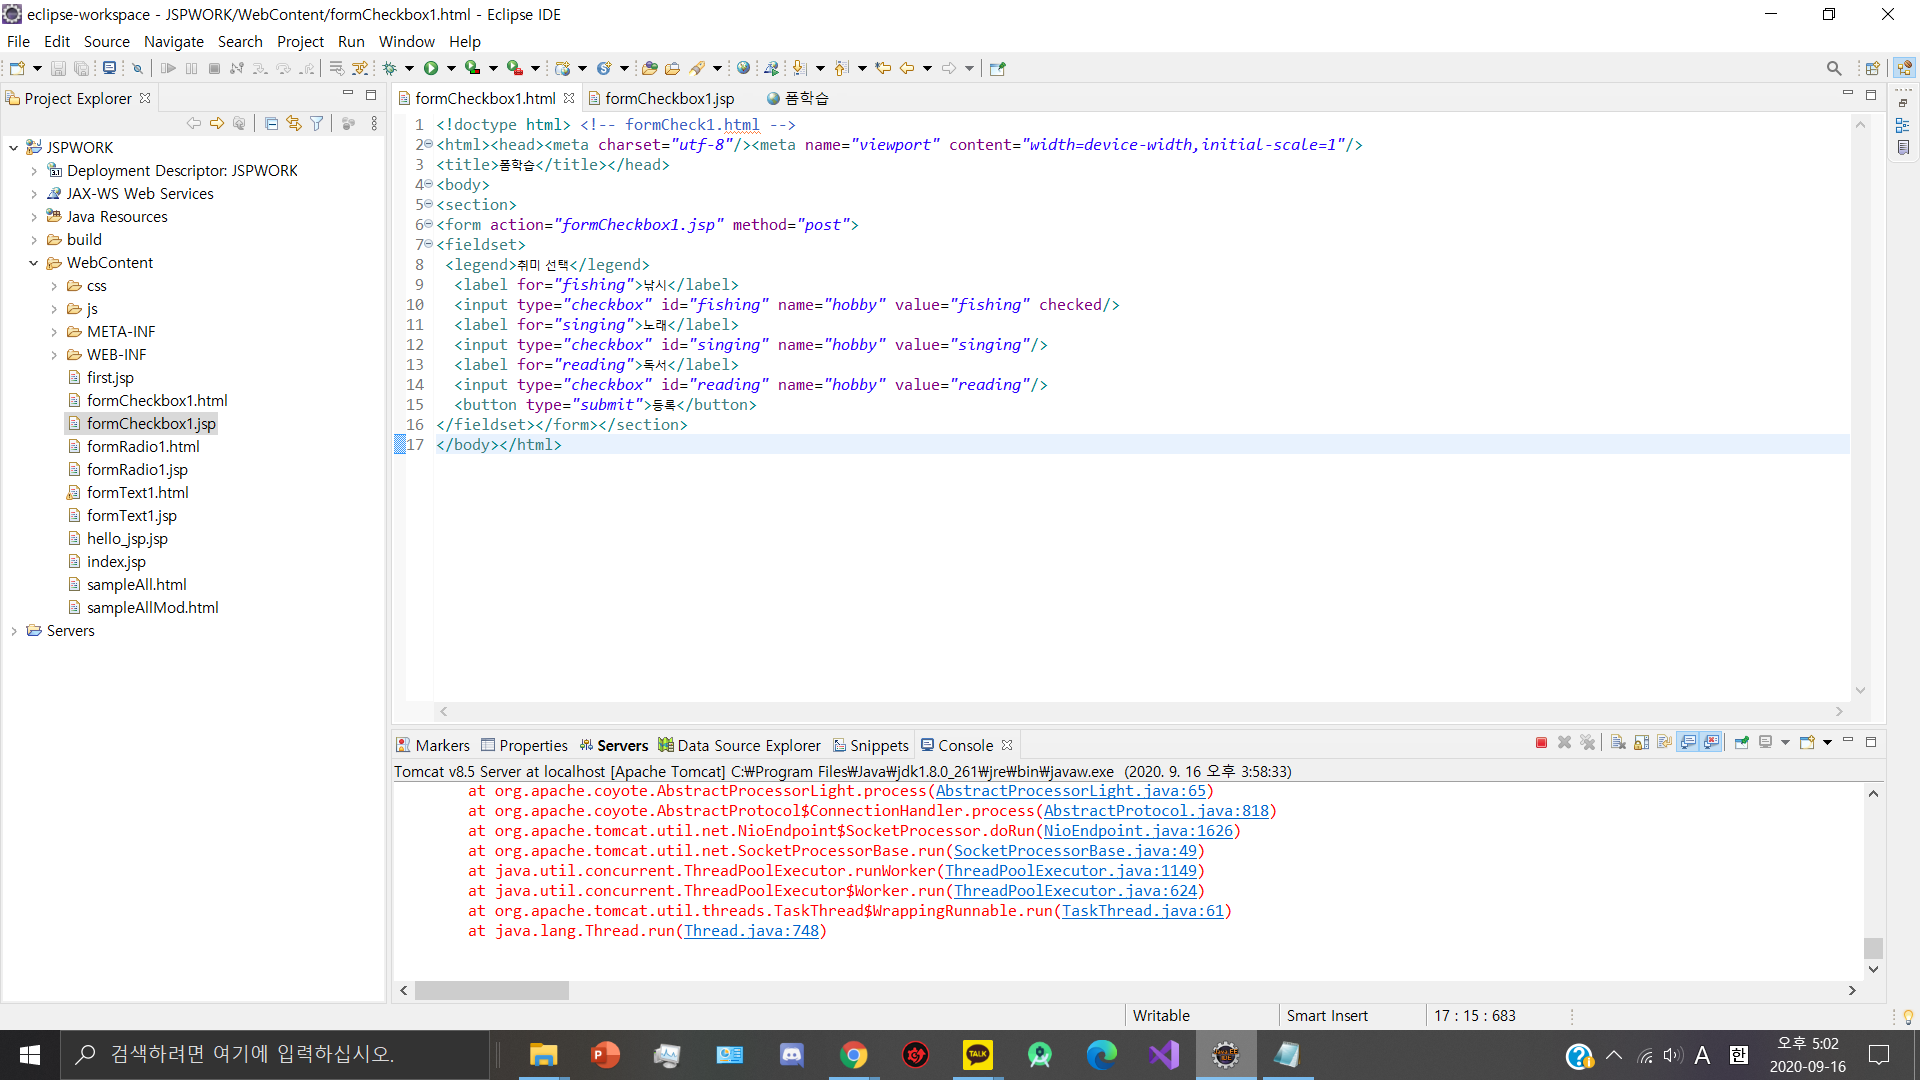 eclipse-workspace - JSPWORK/WebContent/formCheckbox1.html - Eclipse IDE
File Edit Source Navigate Search Project Run Window Help
Project Explorer
JSPWORK
Deployment Descriptor: JSPWORK
JAX-WS Web Services
Java Resources
build
WebContent
css
js
META-INF
WEB-INF
first.jsp
formCheckbox1.html
formCheckbox1.jsp
formRadio1.html
formRadio1.jsp
formText1.html
formText1.jsp
hello_jsp.jsp
index.jsp
sampleAll.html
sampleAllMod.html
Servers
formCheckbox1.html formCheckbox1.jsp 폼학습
1 <!doctype html> <!-- formCheck1.html -->
2 <html><head><meta charset="utf-8"/><meta name="viewport" content="width=device-width,initial-scale=1"/>
3 <title>폼학습</title></head>
4 <body>
5 <section>
6 <form action="formCheckbox1.jsp" method="post">
7 <fieldset>
8 <legend>취미 선택</legend>
9 <label for="fishing">낚시</label>
10 <input type="checkbox" id="fishing" name="hobby" value="fishing" checked/>
11 <label for="singing">노래</label>
12 <input type="checkbox" id="singing" name="hobby" value="singing"/>
13 <label for="reading">독서</label>
14 <input type="checkbox" id="reading" name="hobby" value="reading"/>
15 <button type="submit">등록</button>
16 </fieldset></form></section>
17 </body></html>
Markers Properties Servers Data Source Explorer Snippets Console
Tomcat v8.5 Server at localhost [Apache Tomcat] C:₩Program Files₩Java₩jdk1.8.0_261₩jre₩bin₩javaw.exe (2020. 9. 16 오후 3:58:33)
at org.apache.coyote.AbstractProcessorLight.process(AbstractProcessorLight.java:65)
at org.apache.coyote.AbstractProtocol$ConnectionHandler.process(AbstractProtocol.java:818)
at org.apache.tomcat.util.net.NioEndpoint$SocketProcessor.doRun(NioEndpoint.java:1626)
at org.apache.tomcat.util.net.SocketProcessorBase.run(SocketProcessorBase.java:49)
at java.util.concurrent.ThreadPoolExecutor.runWorker(ThreadPoolExecutor.java:1149)
at java.util.concurrent.ThreadPoolExecutor$Worker.run(ThreadPoolExecutor.java:624)
at org.apache.tomcat.util.threads.TaskThread$WrappingRunnable.run(TaskThread.java:61)
at java.lang.Thread.run(Thread.java:748)
Writable Smart Insert 17 : 15 : 683
검색하려면 여기에 입력하십시오.
TALK
A 한
오후 5:02
2020-09-16